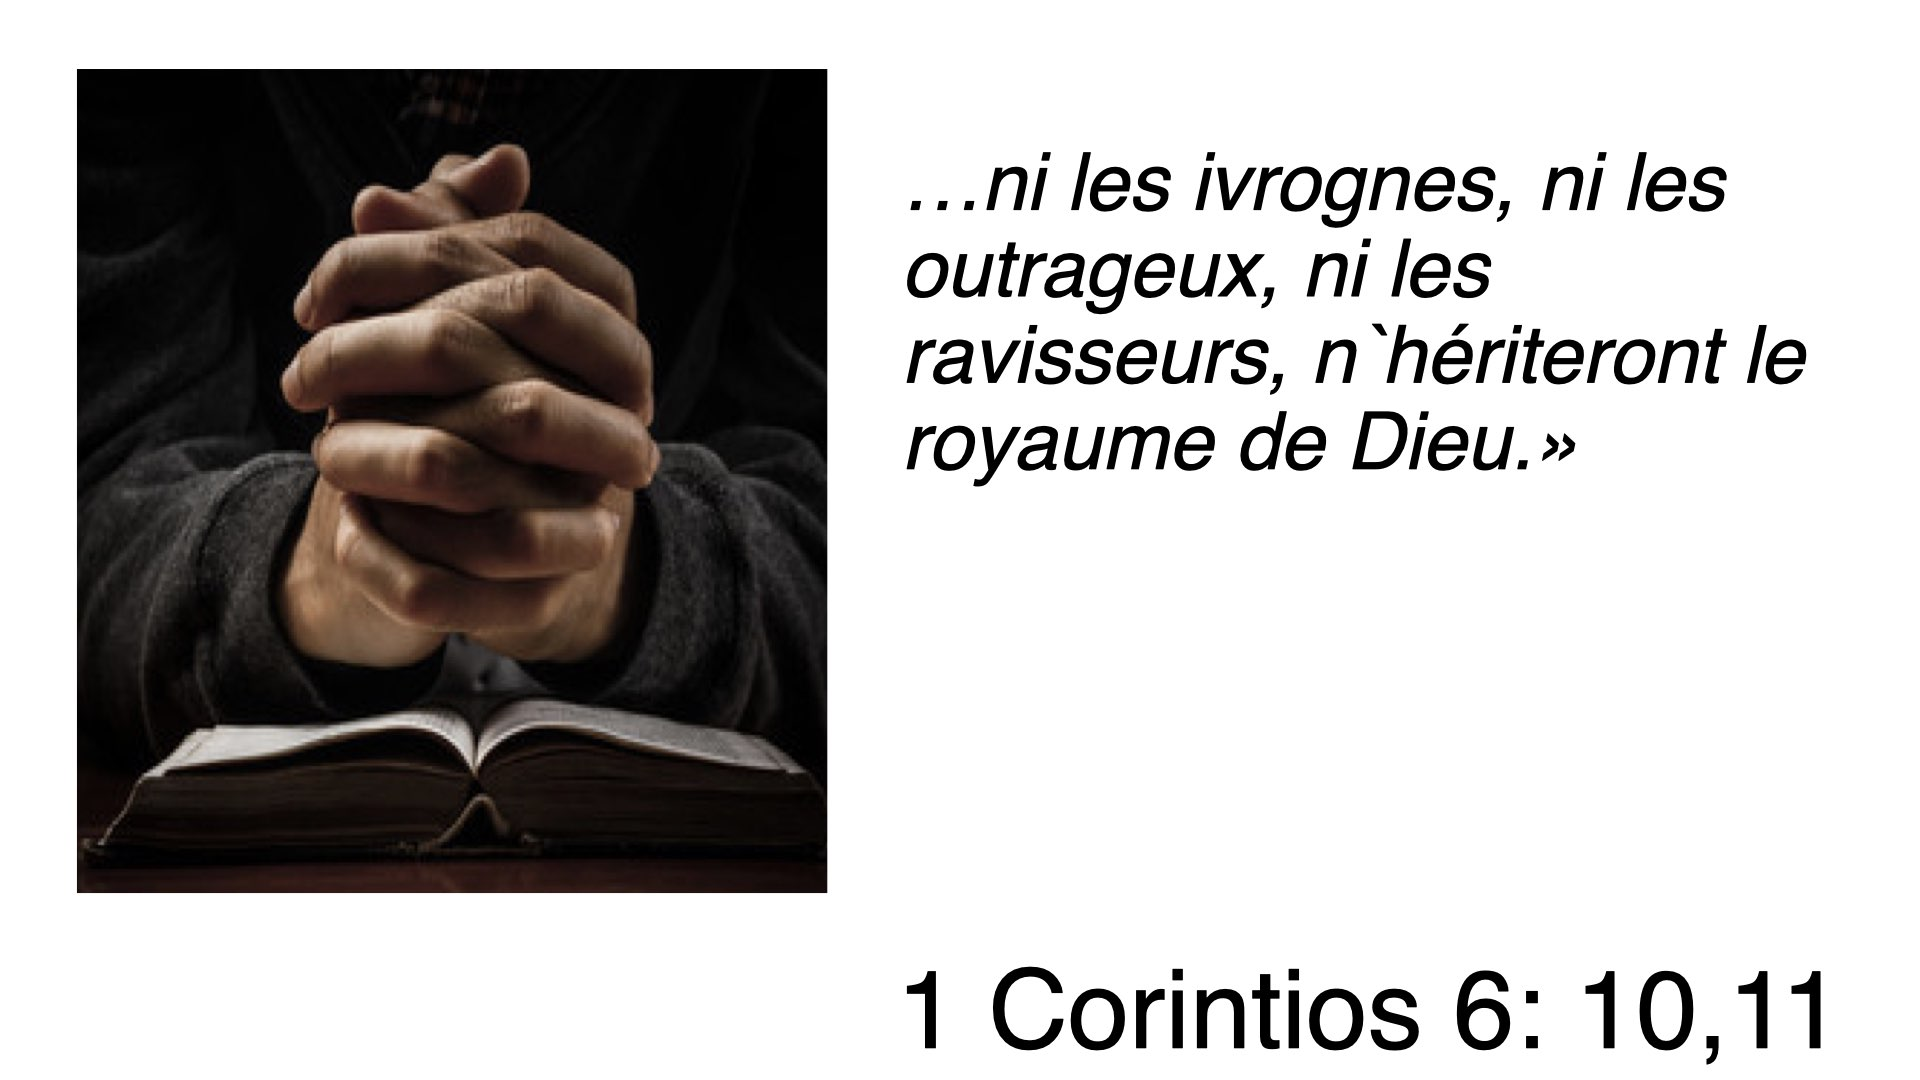 …ni les ivrognes, ni les
outrageux, ni les
ravisseurs, n`hériteront le
royaume de Dieu.»
1 Corintios 6: 10,11